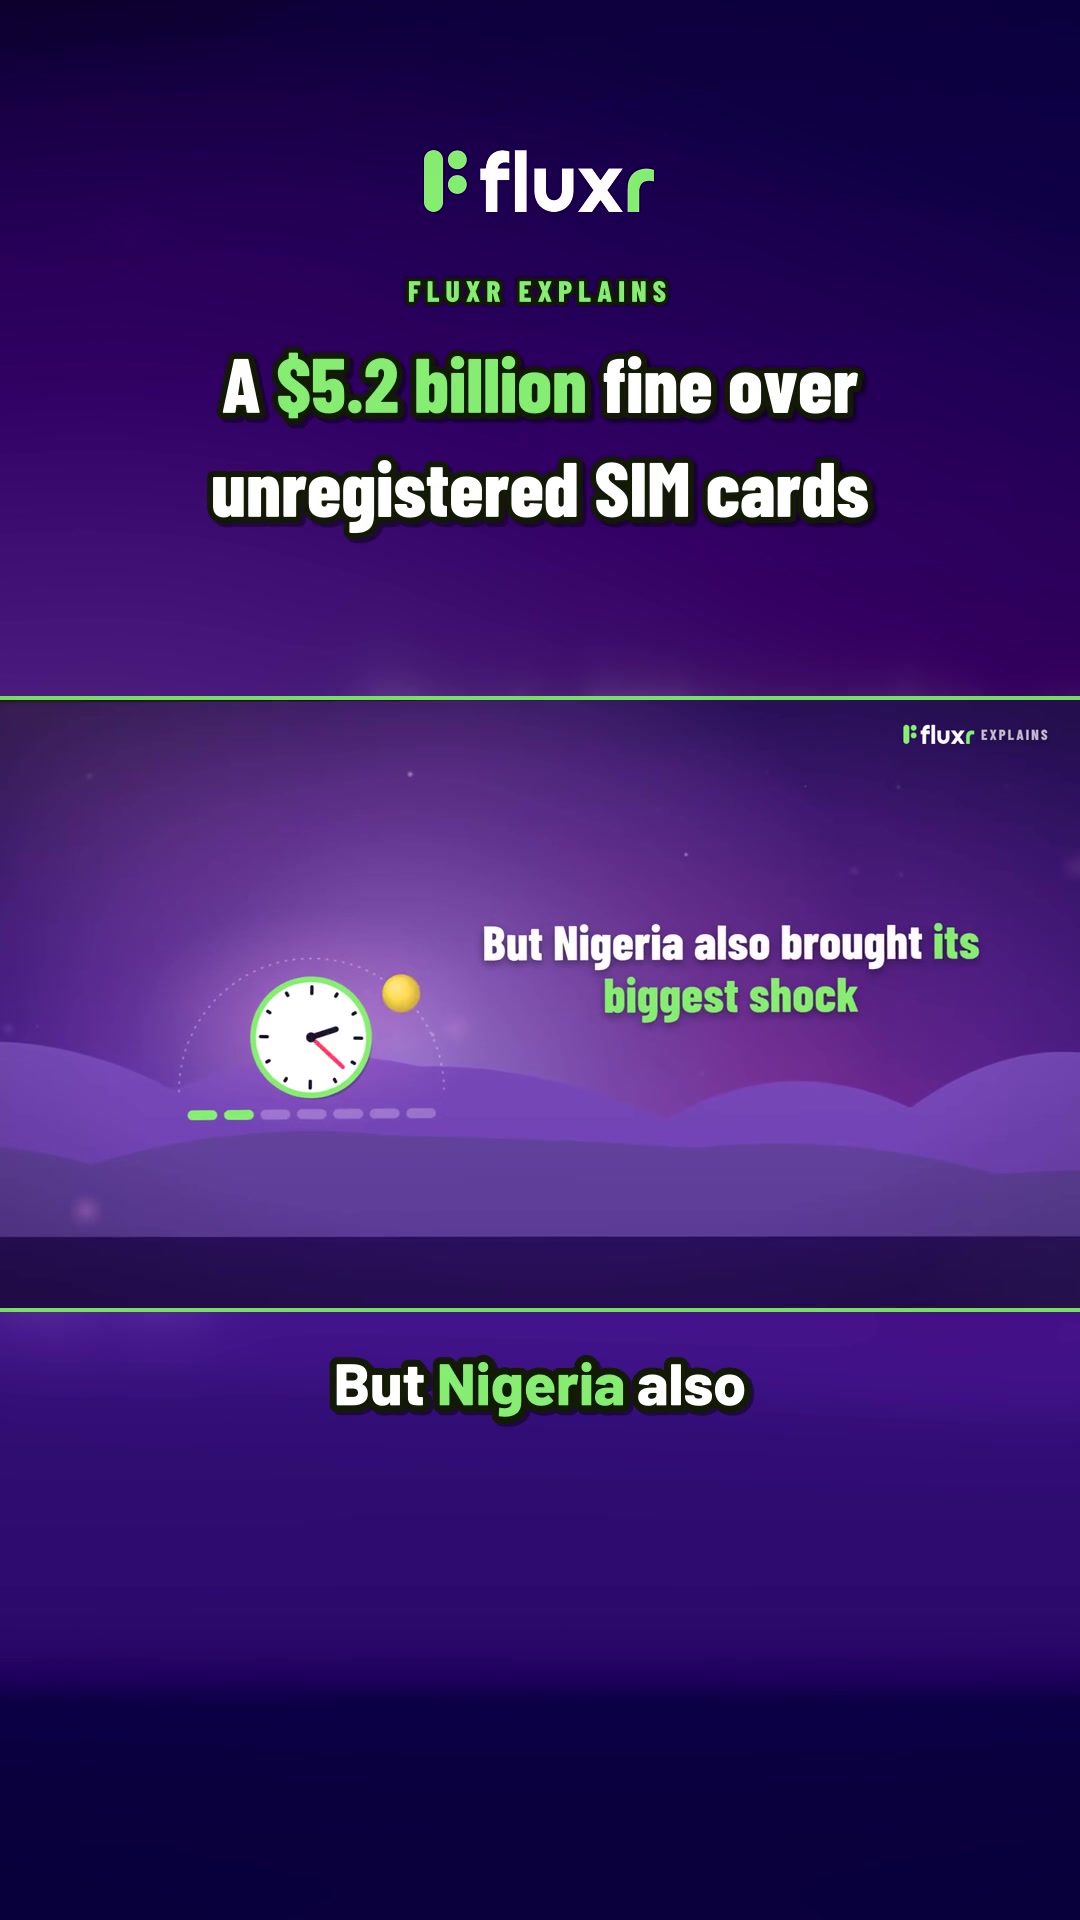 fluxr
FLUXR EXPLAINS
A $5.2 billion fine over
unregistered SIM cards
fluxr EXPLAINS
But Nigeria also brought its
biggest shock
But Nigeria also